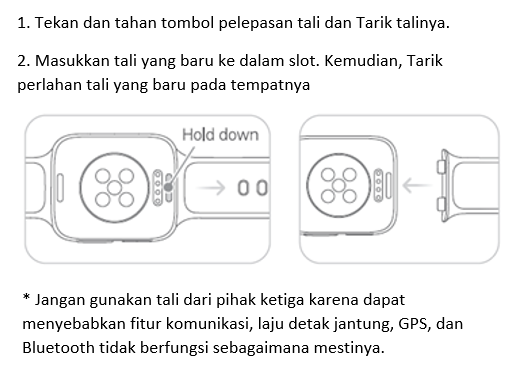 1. Tekan dan tahan tombol pelepasan tali dan Tarik talinya.
2. Masukkan tali yang baru ke dalam slot. Kemudian, Tarik
perlahan tali yang baru pada tempatnya
Hold down
* Jangan gunakan tali dari pihak ketiga karena dapat
menyebabkan fitur komunikasi, laju detak jantung, GPS, dan
Bluetooth tidak berfungsi sebagaimana mestinya.